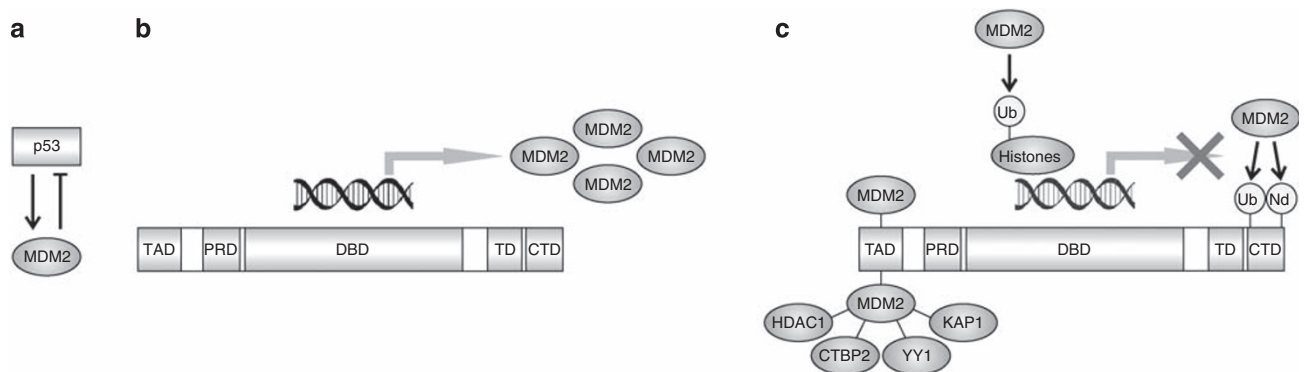 a
p53
MDM2
b
MDM2
MDM2
MDM2
MDM2
TAD
PRD
DBD
TD
CTD
c
MDM2
Ub
Histones
MDM2
MDM2
Ub
Nd
TAD
PRD
DBD
TD
CTD
MDM2
HDAC1
KAP1
CTBP2
YY1